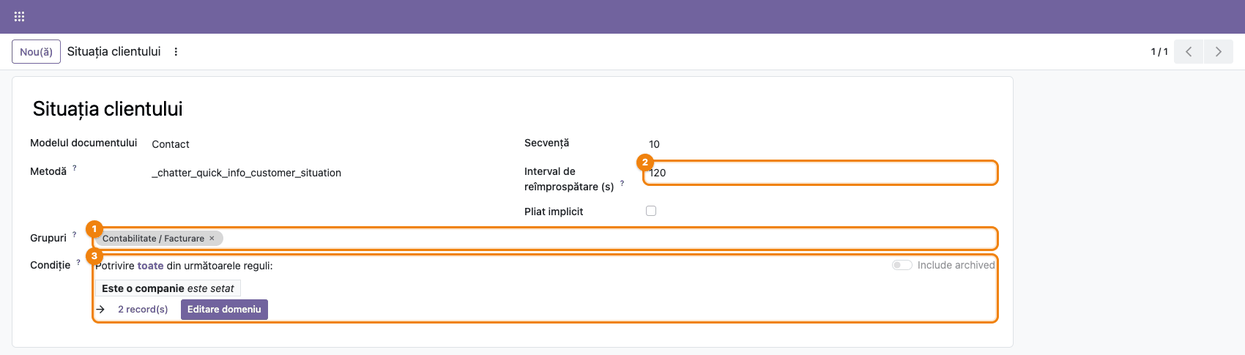 Nou(ă) Situația clientului 1 / 1
Situația clientului
Modelul documentului ? Contact
Secvență 10
Metodă ? _chatter_quick_info_customer_situation
Interval de reîmprospătare (s) ? 2 120
Pliat implicit
Grupuri ? 1 Contabilitate / Facturare ×
Condiție ? 3 Potrivire toate din următoarele reguli: Include archived
Este o companie este setat
2 record(s) Editare domeniu